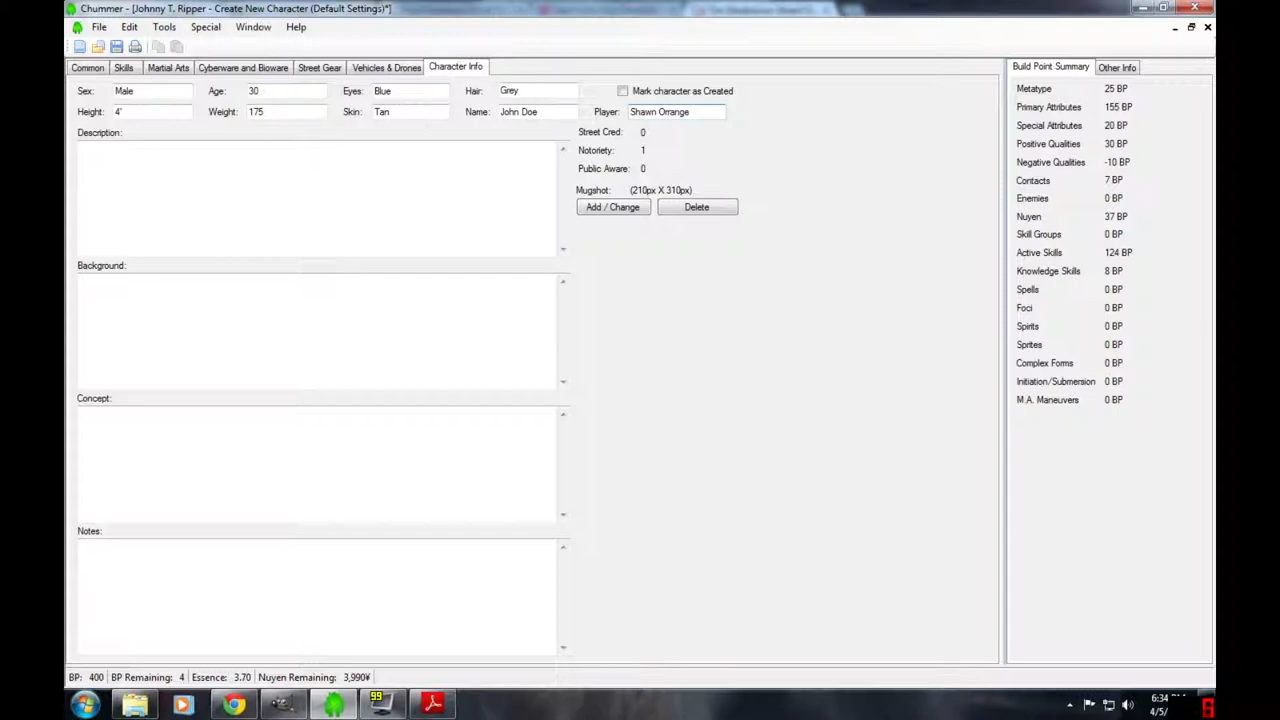 Chummer - [Johnny T. Ripper - Create New Character (Default Settings)*]
File Edit Tools Special Window Help
Common Skills Martial Arts Cyberware and Bioware Street Gear Vehicles & Drones Character Info
Build Point Summary Other Info
Sex: Male Age: 30 Eyes: Blue Hair: Grey Mark character as Created
Height: 4' Weight: 175 Skin: Tan Name: John Doe Player: Shawn Orrange
Description:
Street Cred: 0
Notoriety: 1
Public Aware: 0
Mugshot: (210px X 310px)
Add / Change Delete
Background:
Concept:
Notes:
Metatype 25 BP
Primary Attributes 155 BP
Special Attributes 20 BP
Positive Qualities 30 BP
Negative Qualities -10 BP
Contacts 7 BP
Enemies 0 BP
Nuyen 37 BP
Skill Groups 0 BP
Active Skills 124 BP
Knowledge Skills 8 BP
Spells 0 BP
Foci 0 BP
Spirits 0 BP
Sprites 0 BP
Complex Forms 0 BP
Initiation/Submersion 0 BP
M.A. Maneuvers 0 BP
BP: 400 BP Remaining: 4 Essence: 3.70 Nuyen Remaining: 3,990¥
99
6:34
4/5/